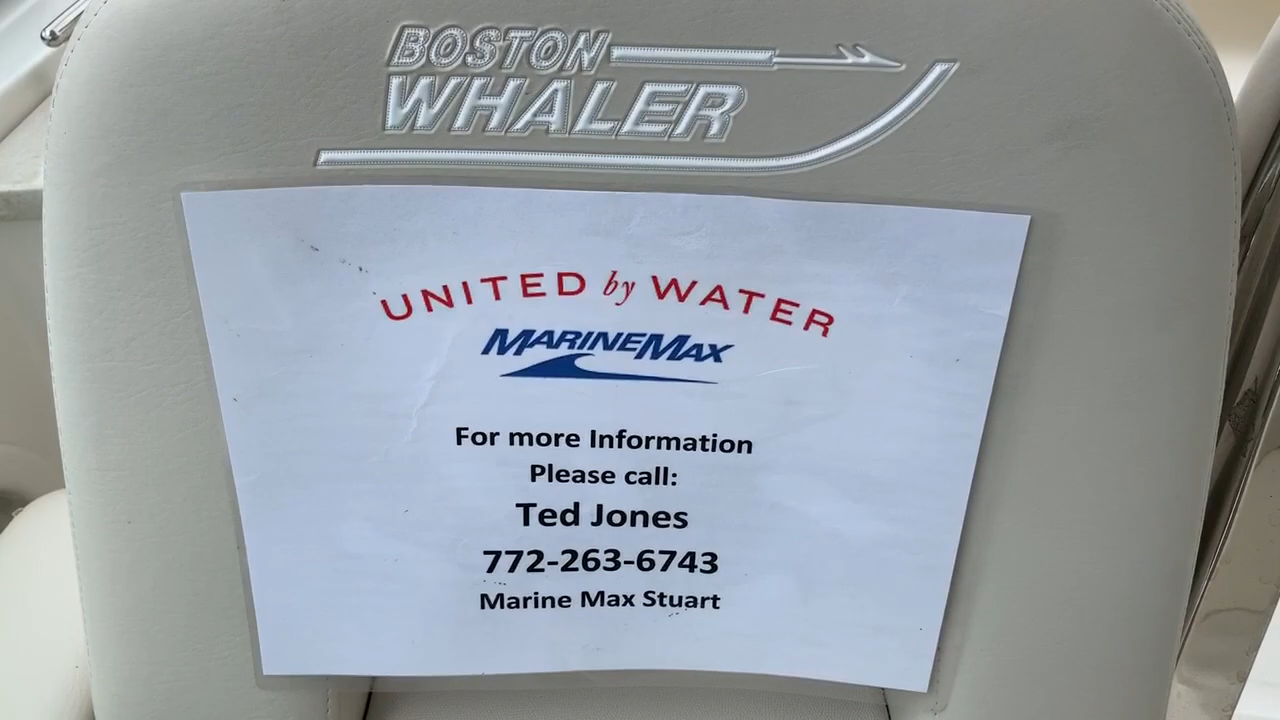 BOSTON
WHALER
UNITED by WATER
MARINEMAX
For more Information
Please call:
Ted Jones
772-263-6743
Marine Max Stuart